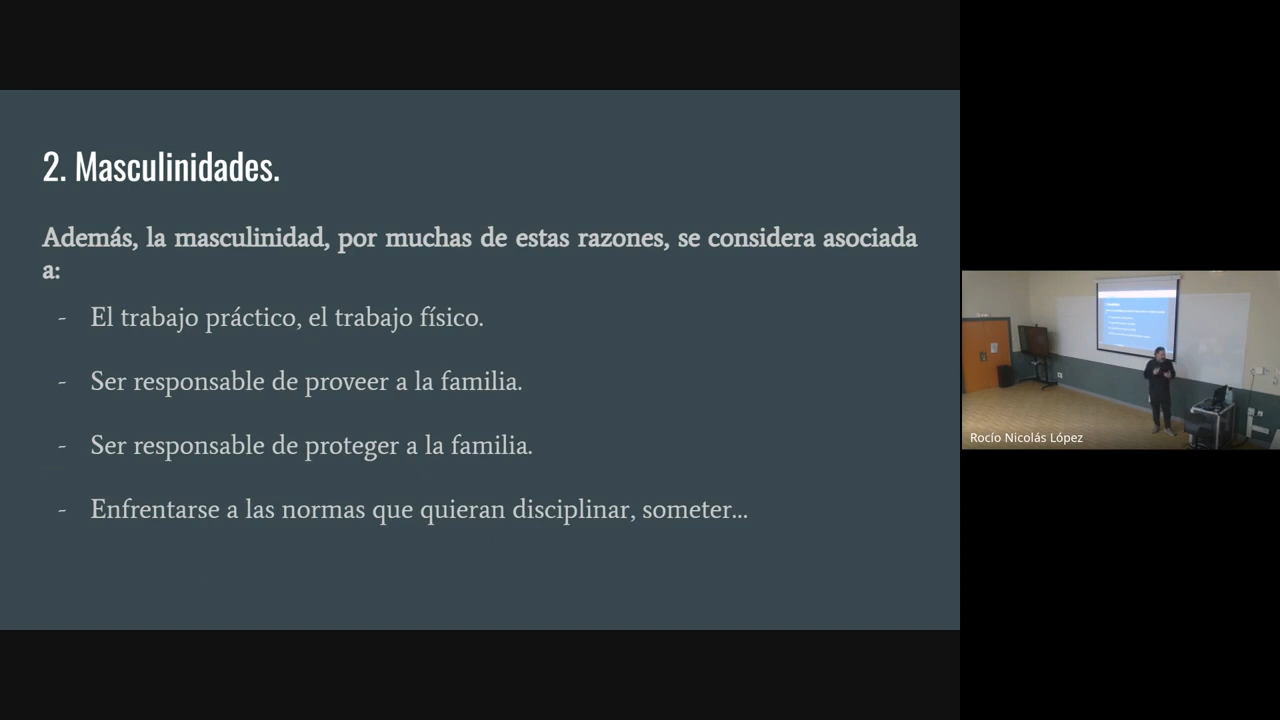 2. Masculinidades.
Además, la masculinidad, por muchas de estas razones, se considera asociada
a:
- El trabajo práctico, el trabajo físico.
- Ser responsable de proveer a la familia.
- Ser responsable de proteger a la familia.
- Enfrentarse a las normas que quieran disciplinar, someter...
Rocío Nicolás López